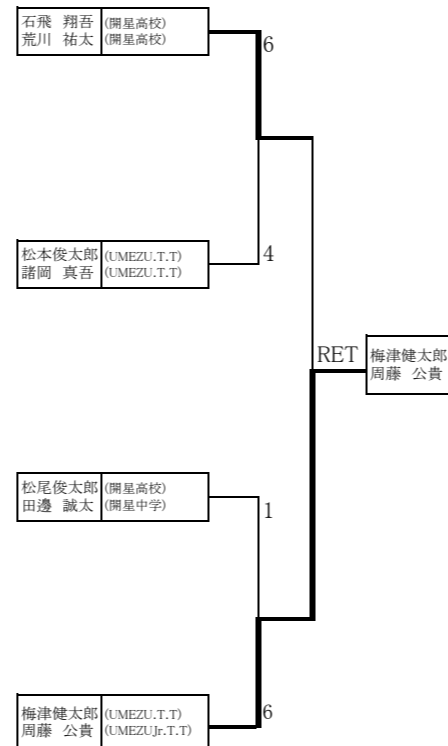 石飛 翔吾 (開星高校)
荒川 祐太 (開星高校)
6
松本俊太郎 (UMEZU.T.T)
諸岡 真吾 (UMEZU.T.T)
4
RET
梅津健太郎
周藤 公貴
松尾俊太郎 (開星高校)
田邊 誠太 (開星中学)
1
梅津健太郎 (UMEZU.T.T)
周藤 公貴 (UMEZUJr.T.T)
6